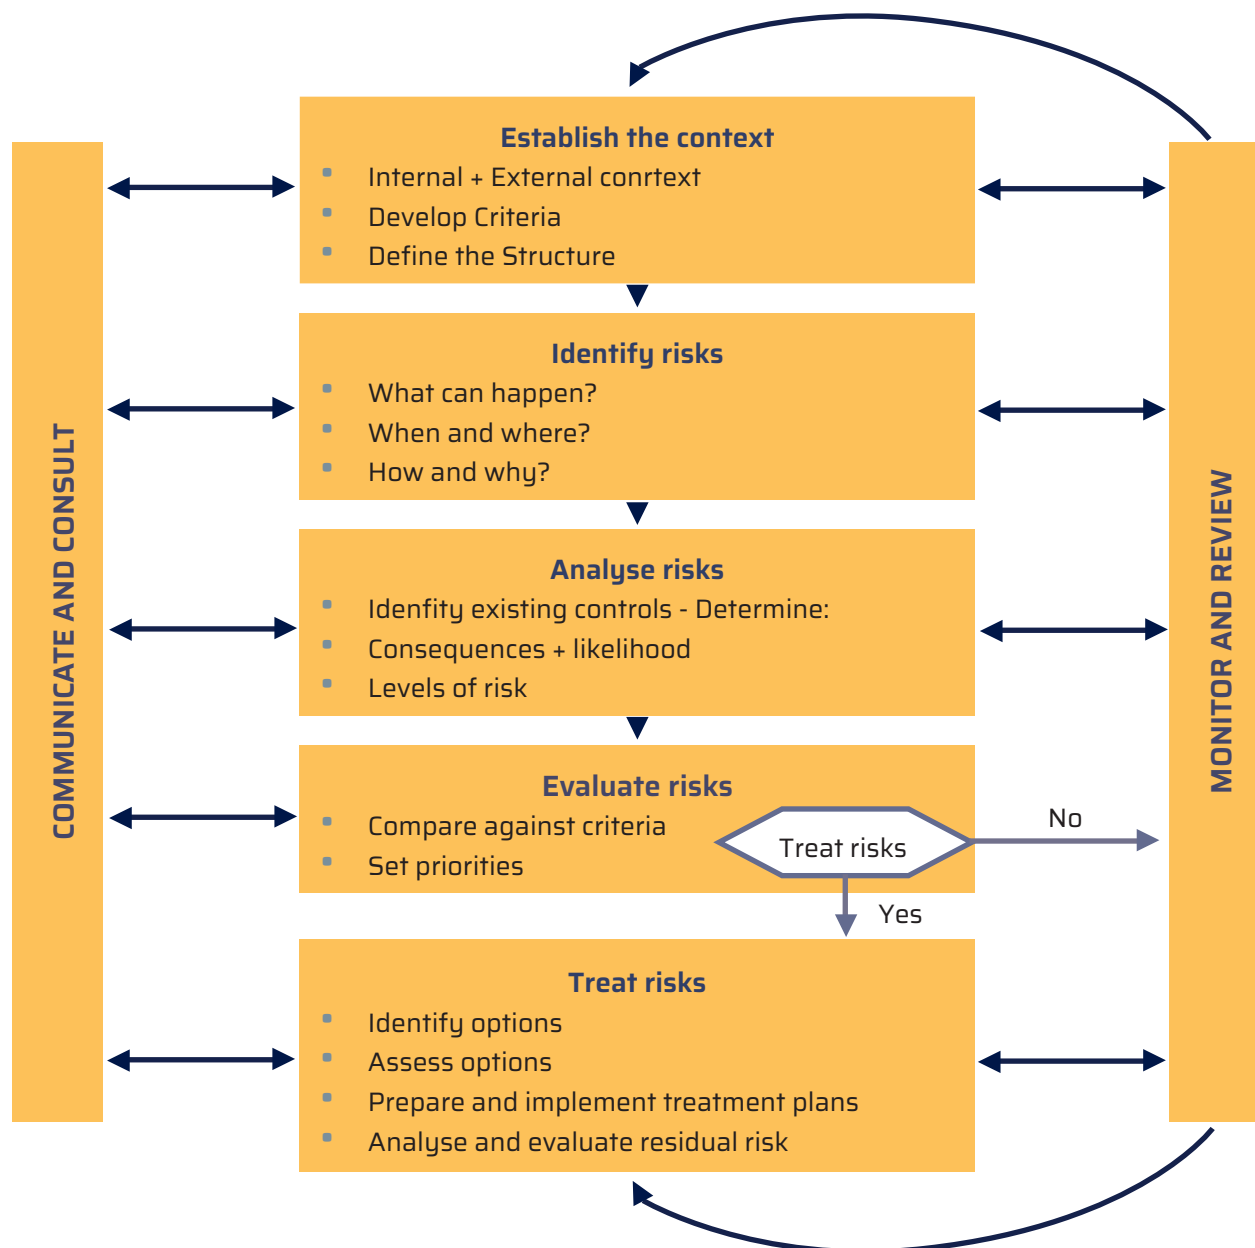 Establish the context
Internal + External conrtext
Develop Criteria
Define the Structure
Identify risks
What can happen?
When and where?
How and why?
Analyse risks
Idenfity existing controls - Determine:
Consequences + likelihood
Levels of risk
Evaluate risks
Compare against criteria
Set priorities
Treat risks
No
Yes
Treat risks
Identify options
Assess options
Prepare and implement treatment plans
Analyse and evaluate residual risk
COMMUNICATE AND CONSULT
MONITOR AND REVIEW